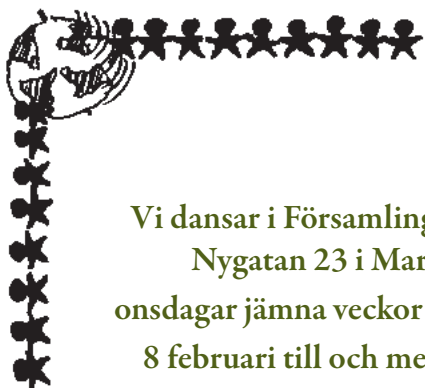 Vi dansar i
Nygatan 23 i
onsdagar jämna veckor
8 februari till och